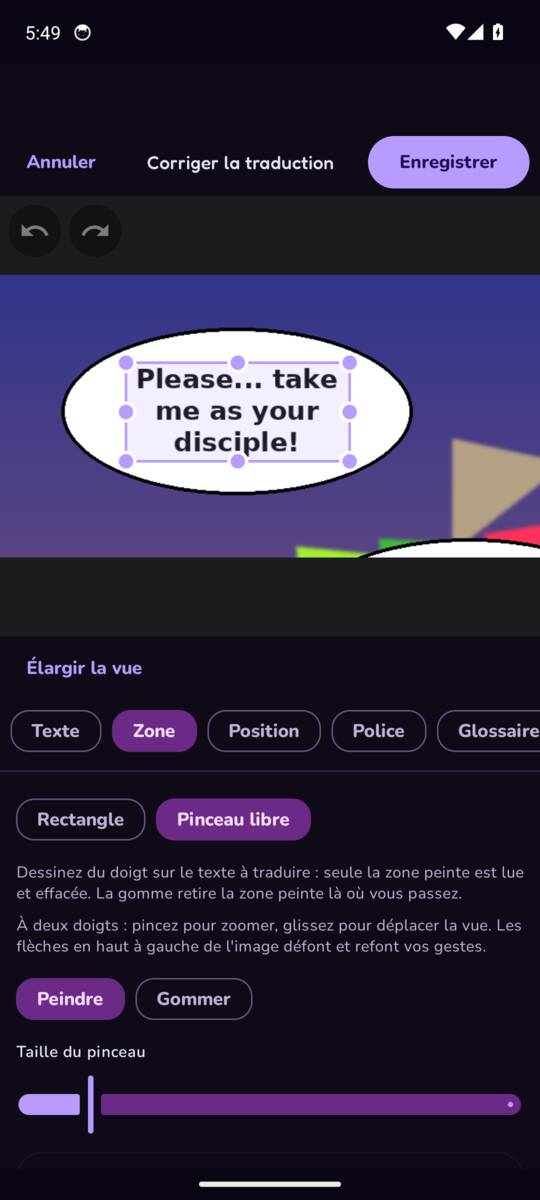 5:49
Annuler
Corriger la traduction
Enregistrer
Please... take
me as your
disciple!
Élargir la vue
Texte
Zone
Position
Police
Glossaire
Rectangle
Pinceau libre
Dessinez du doigt sur le texte à traduire : seule la zone peinte est lue
et effacée. La gomme retire la zone peinte là où vous passez.
À deux doigts : pincez pour zoomer, glissez pour déplacer la vue. Les
flèches en haut à gauche de l'image défont et refont vos gestes.
Peindre
Gommer
Taille du pinceau